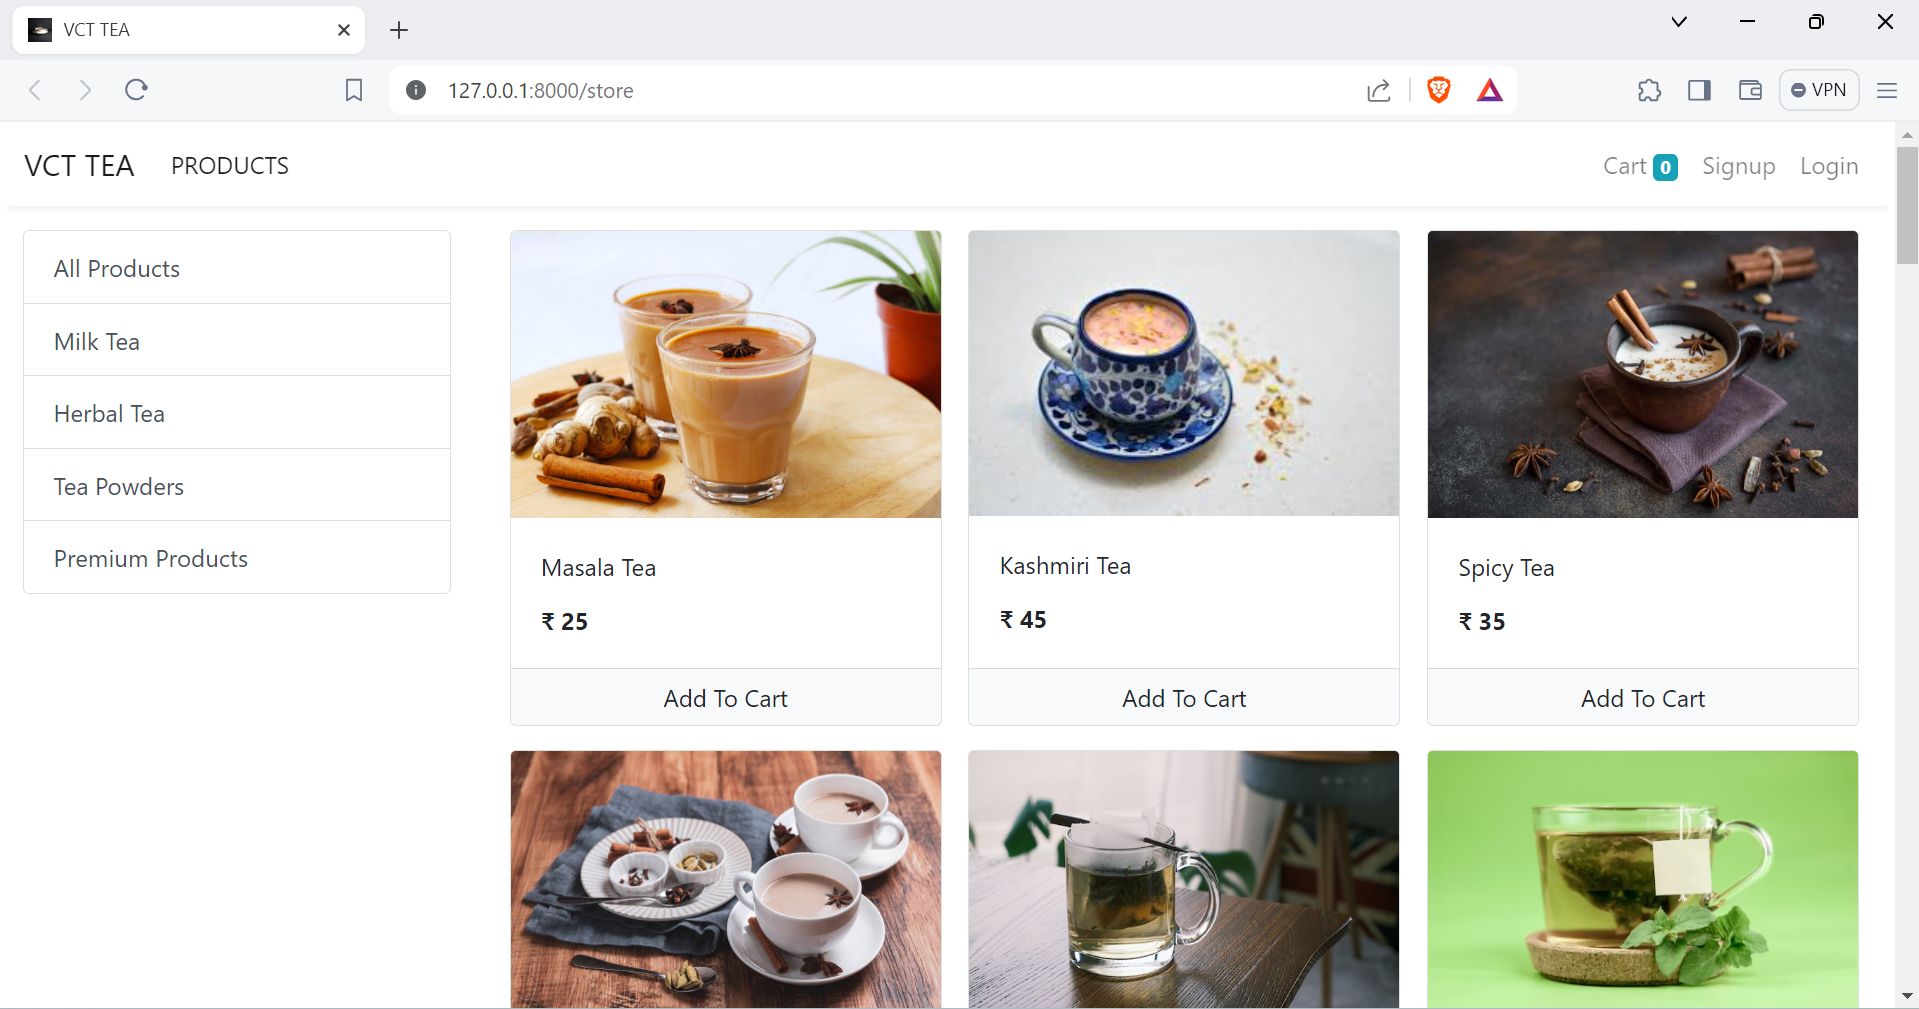 VCT TEA
127.0.0.1:8000/store
VPN
VCT TEA PRODUCTS Cart 0 Signup Login
All Products
Milk Tea
Herbal Tea
Tea Powders
Premium Products
Masala Tea
₹ 25
Add To Cart
Kashmiri Tea
₹ 45
Add To Cart
Spicy Tea
₹ 35
Add To Cart